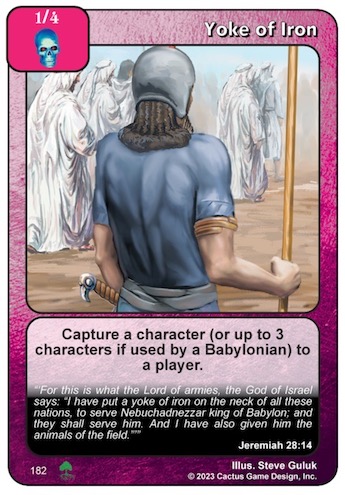 1/4
Yoke of Iron
Capture a character (or up to 3
characters if used by a Babylonian) to
a player.
"'For this is what the Lord of armies, the God of Israel
says: "I have put a yoke of iron on the neck of all these
nations, to serve Nebuchadnezzar king of Babylon; and
they shall serve him. And I have also given him the
animals of the field.""'
Jeremiah 28:14
Illus. Steve Guluk
182
© 2023 Cactus Game Design, Inc.